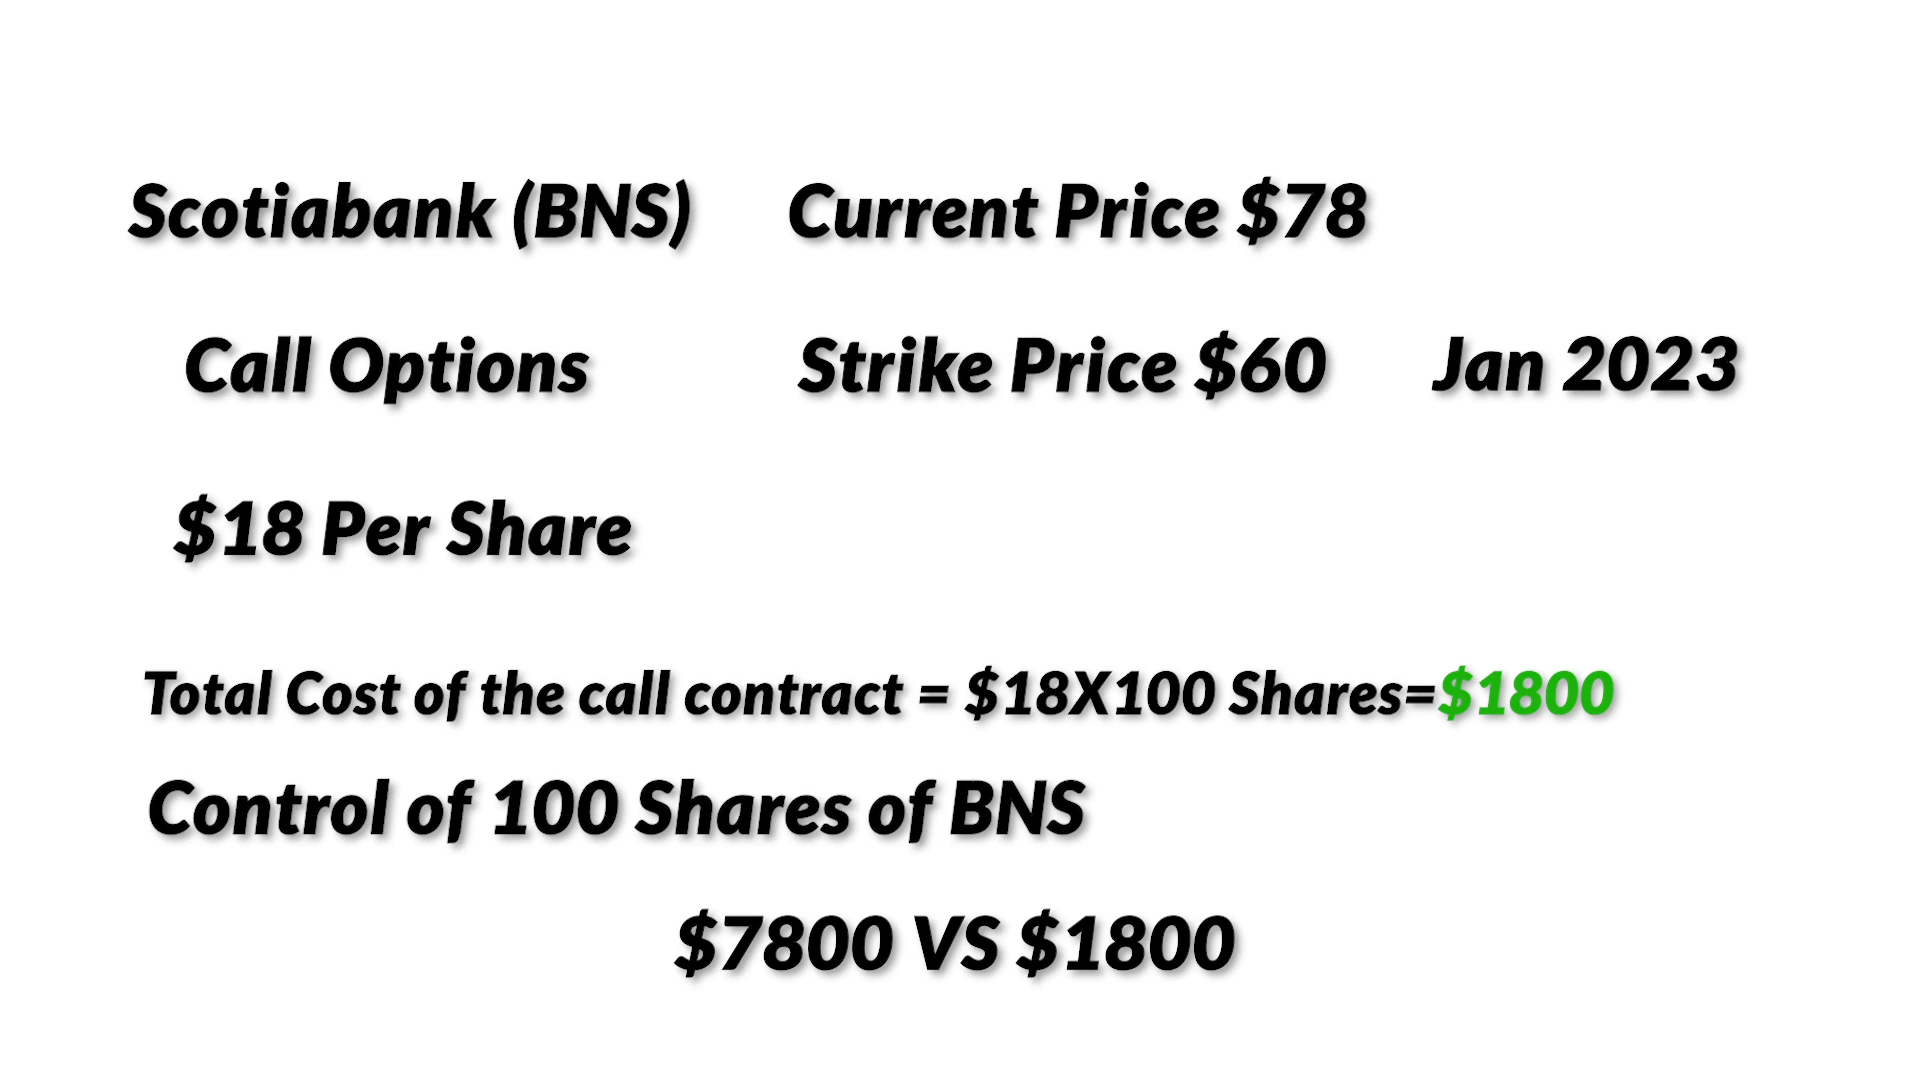 Scotiabank (BNS) Current Price $78
Call Options Strike Price $60 Jan 2023
$18 Per Share
Total Cost of the call contract = $18X100 Shares=$1800
Control of 100 Shares of BNS
$7800 VS $1800